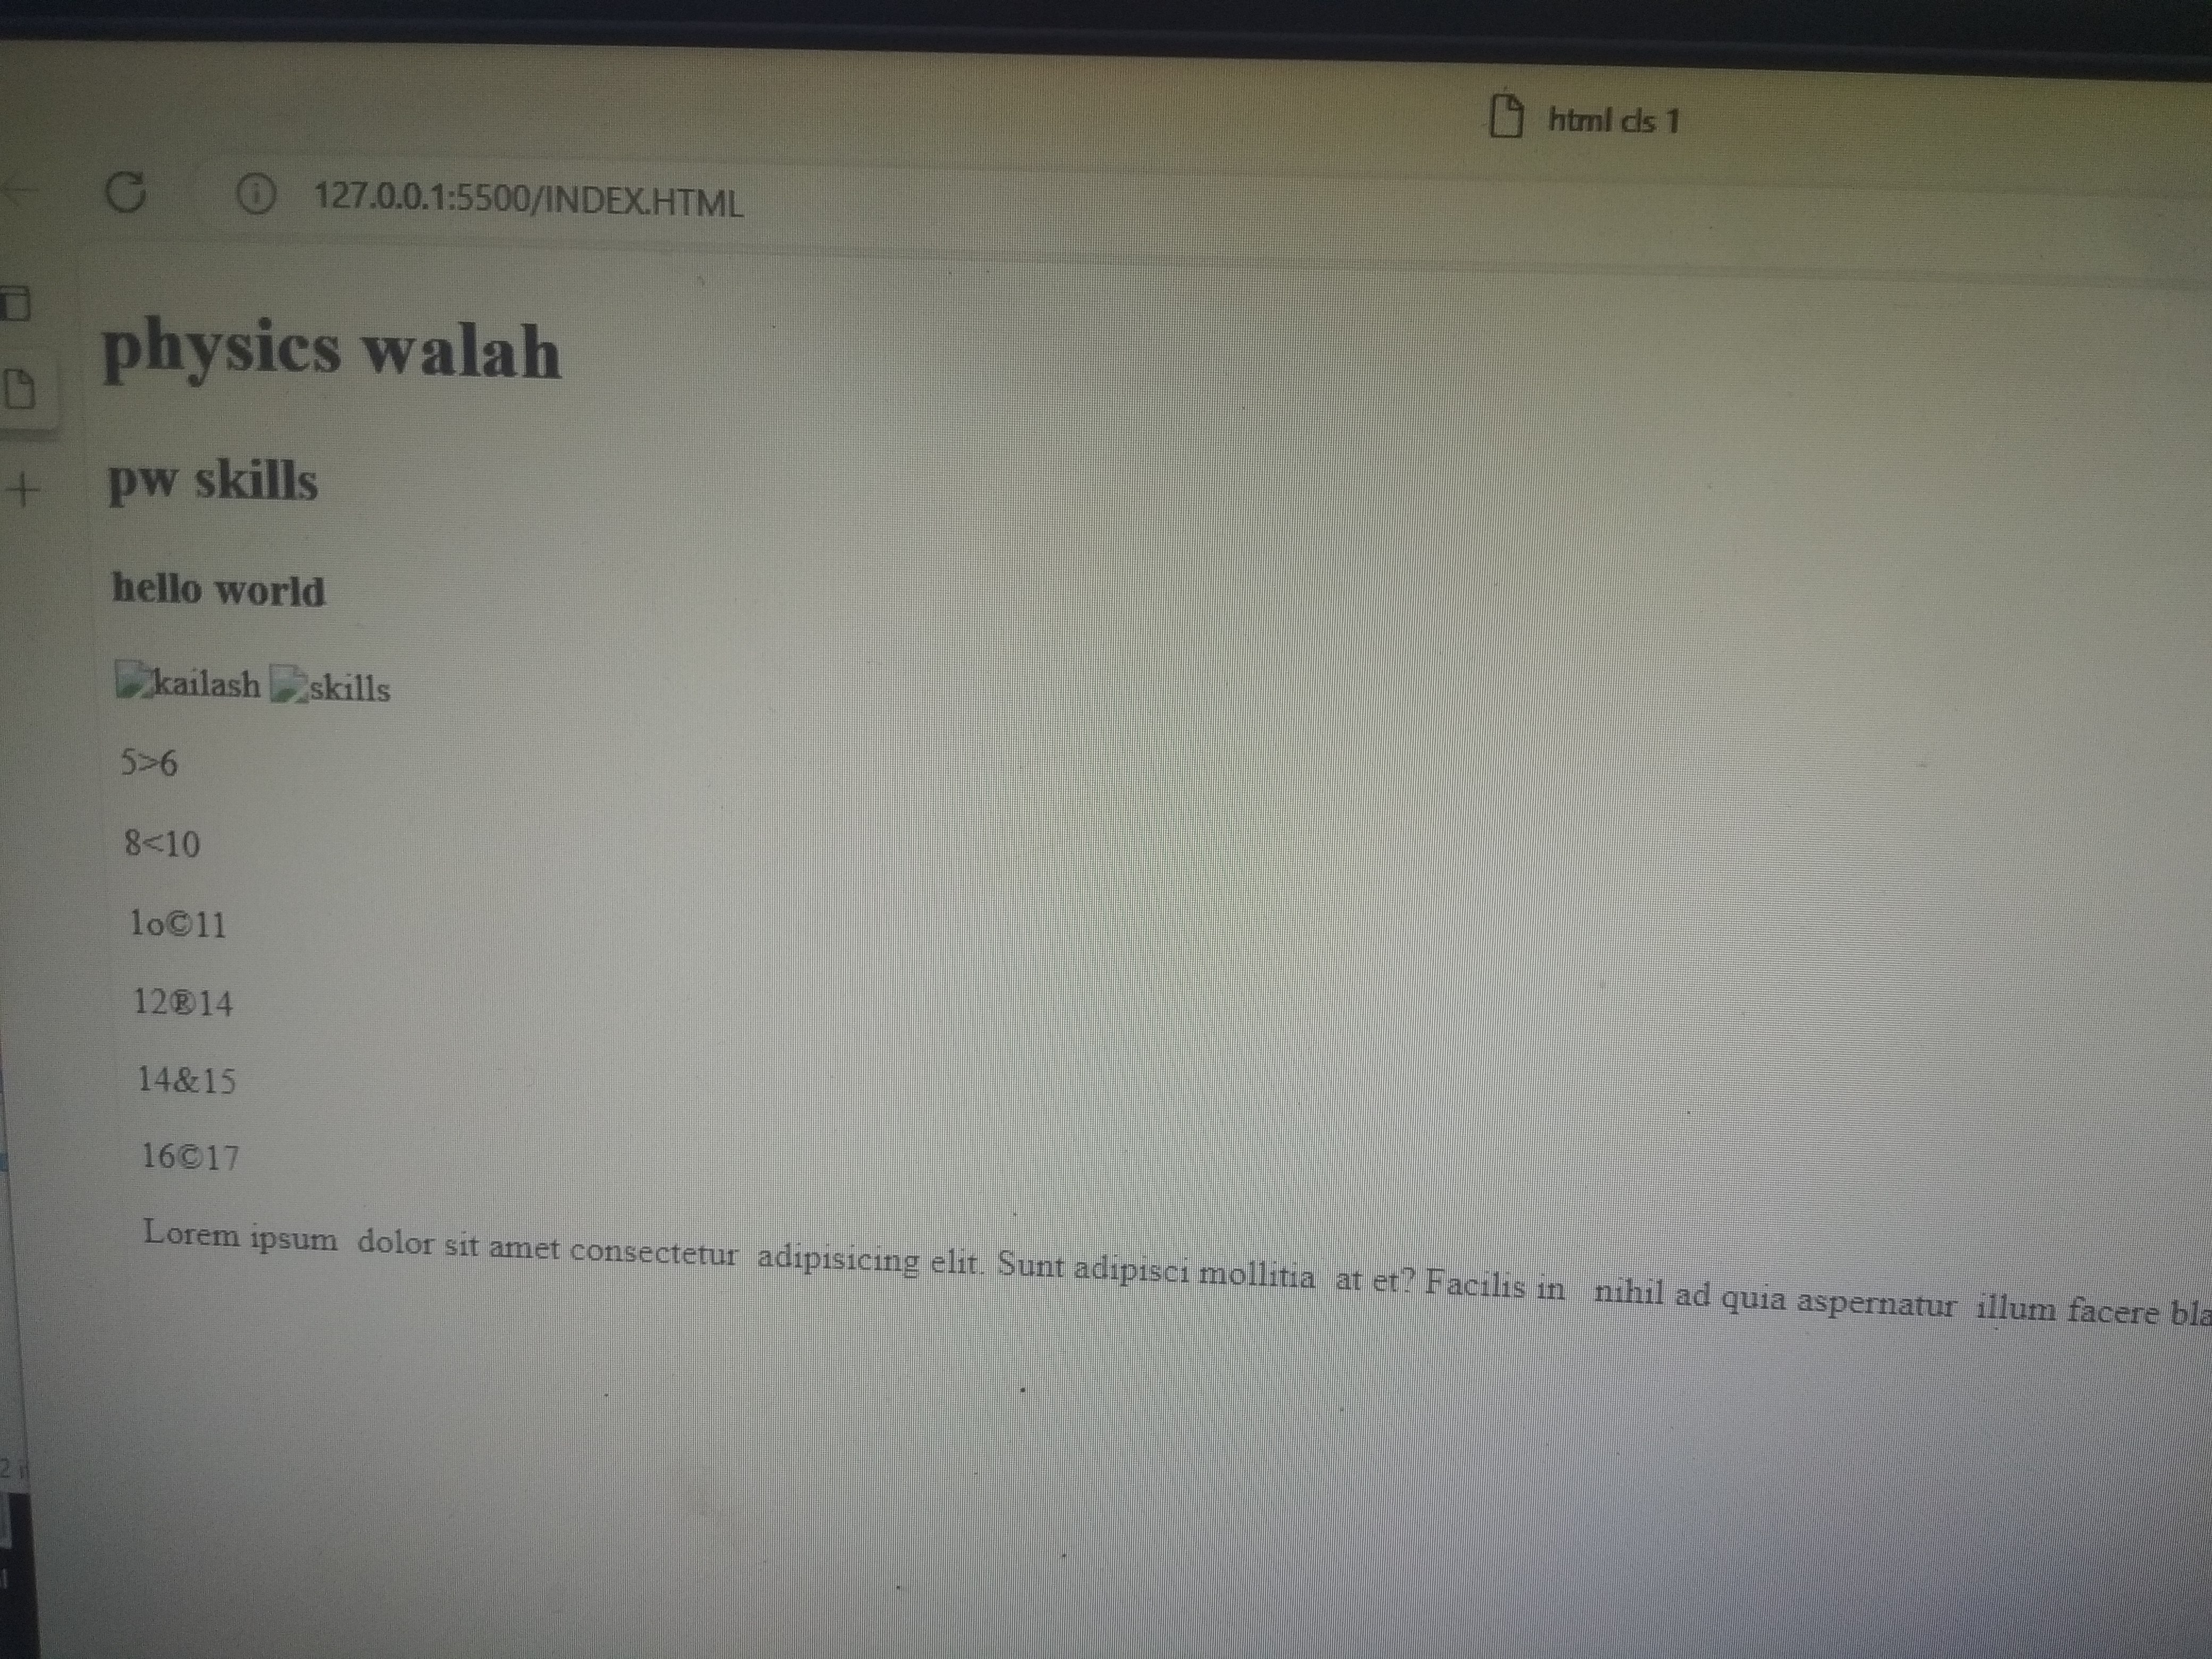 html cls 1
127.0.0.1:5500/INDEX.HTML
physics walah
pw skills
hello world
kailash skills
5>6
8<10
1o©11
12®14
14&15
16©17
Lorem ipsum  dolor sit amet consectetur  adipisicing elit. Sunt adipisci mollitia  at et? Facilis in   nihil ad quia aspernatur  illum facere bla